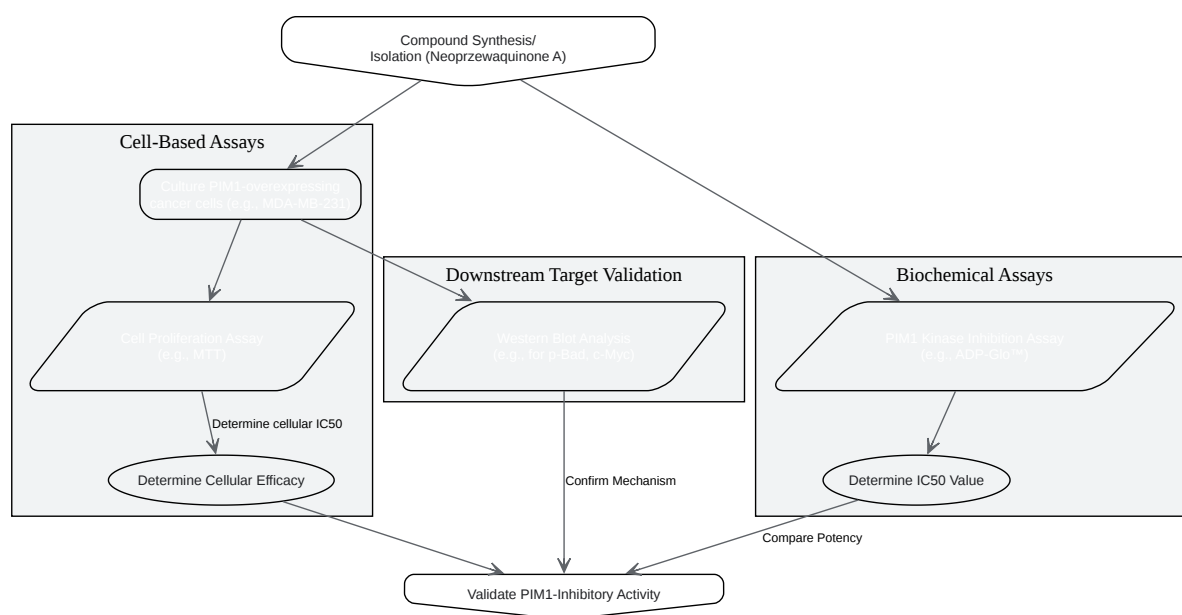 Compound Synthesis/
Isolation (Neoprzewaquinone A)
Cell-Based Assays
Culture PIM1-overexpressing
cancer cells (e.g., MDA-MB-231)
Downstream Target Validation
Biochemical Assays
Cell Proliferation Assay
(e.g., MTT)
Western Blot Analysis
(e.g., for p-Bad, c-Myc)
PIM1 Kinase Inhibition Assay
(e.g., ADP-Glo™)
Determine cellular IC50
Determine Cellular Efficacy
Confirm Mechanism
Determine IC50 Value
Compare Potency
Validate PIM1-Inhibitory Activity